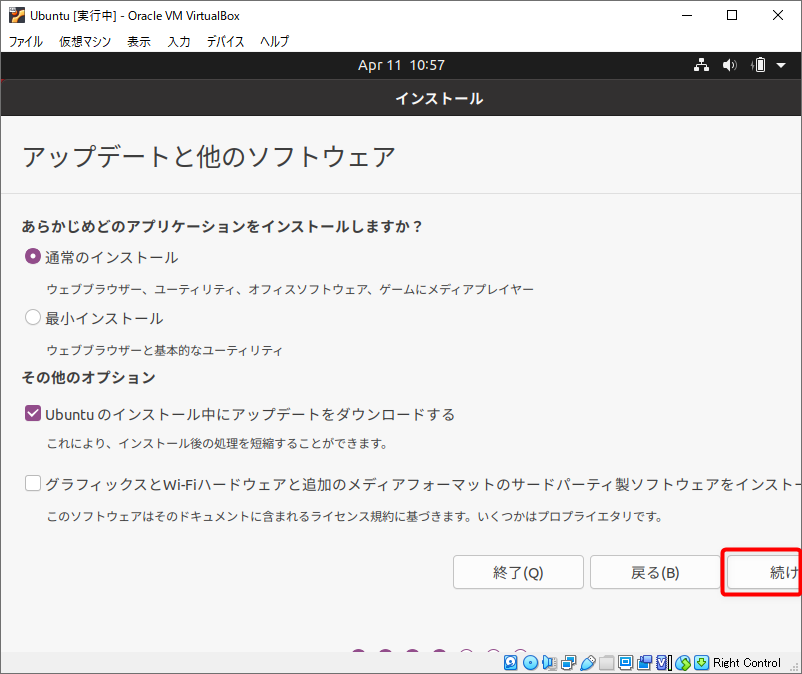 Ubuntu [実行中] - Oracle VM VirtualBox
ファイル 仮想マシン 表示 入力 デバイス ヘルプ
Apr 11 10:57
インストール
アップデートと他のソフトウェア
あらかじめどのアプリケーションをインストールしますか？
通常のインストール
ウェブブラウザー、ユーティリティ、オフィスソフトウェア、ゲームにメディアプレイヤー
最小インストール
ウェブブラウザーと基本的なユーティリティ
その他のオプション
Ubuntu のインストール中にアップデートをダウンロードする
これにより、インストール後の処理を短縮することができます。
グラフィックスとWi-Fiハードウェアと追加のメディアフォーマットのサードパーティ製ソフトウェアをインストー
このソフトウェアはそのドキュメントに含まれるライセンス規約に基づきます。いくつかはプロプライエタリです。
終了(Q) 戻る(B) 続け
Right Control